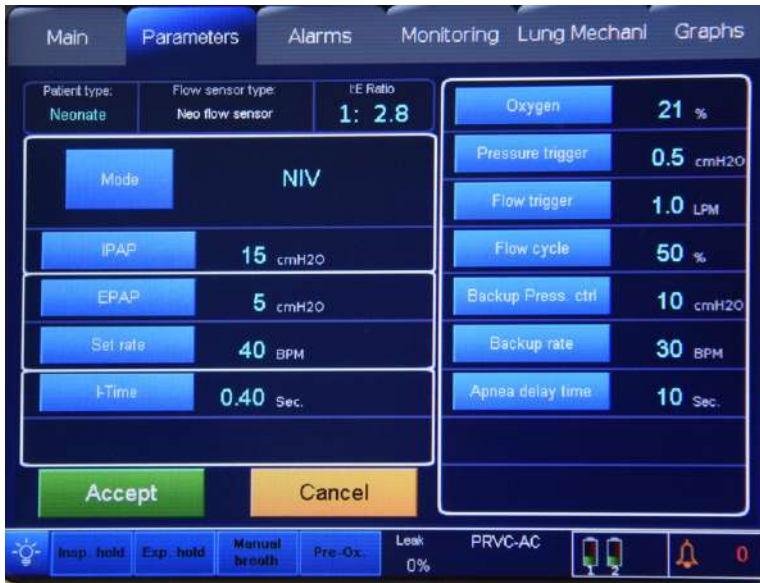 Main Parameters Alarms Monitoring Lung Mechani Graphs
Patient type:
Neonate
Flow sensor type:
Neo flow sensor
I:E Ratio
1: 2.8
Mode NIV
IPAP 15 cmH2O
EPAP 5 cmH2O
Set rate 40 BPM
I-Time 0.40 Sec.
Oxygen 21 %
Pressure trigger 0.5 cmH2O
Flow trigger 1.0 LPM
Flow cycle 50 %
Backup Press. ctrl 10 cmH2O
Backup rate 30 BPM
Apnea delay time 10 Sec.
Accept Cancel
Insp. hold Exp. hold
Manual
breath
Pre-Ox.
Leak
0%
PRVC-AC
1 2
0